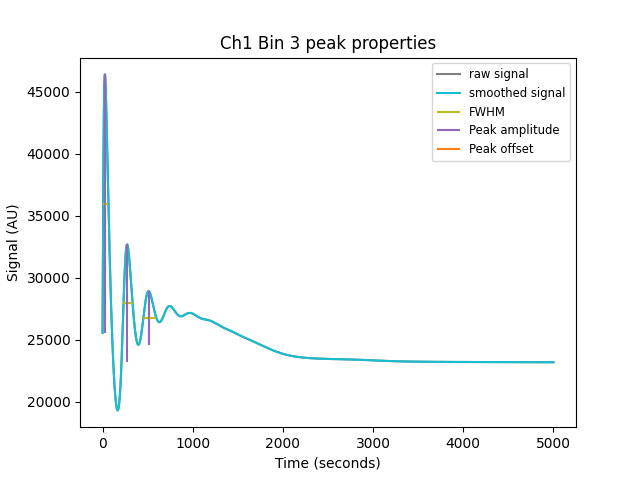 Ch1 Bin 3 peak properties
raw signal
smoothed signal
FWHM
Peak amplitude
Peak offset
45000
40000
35000
30000
25000
20000
Signal (AU)
0 1000 2000 3000 4000 5000
Time (seconds)